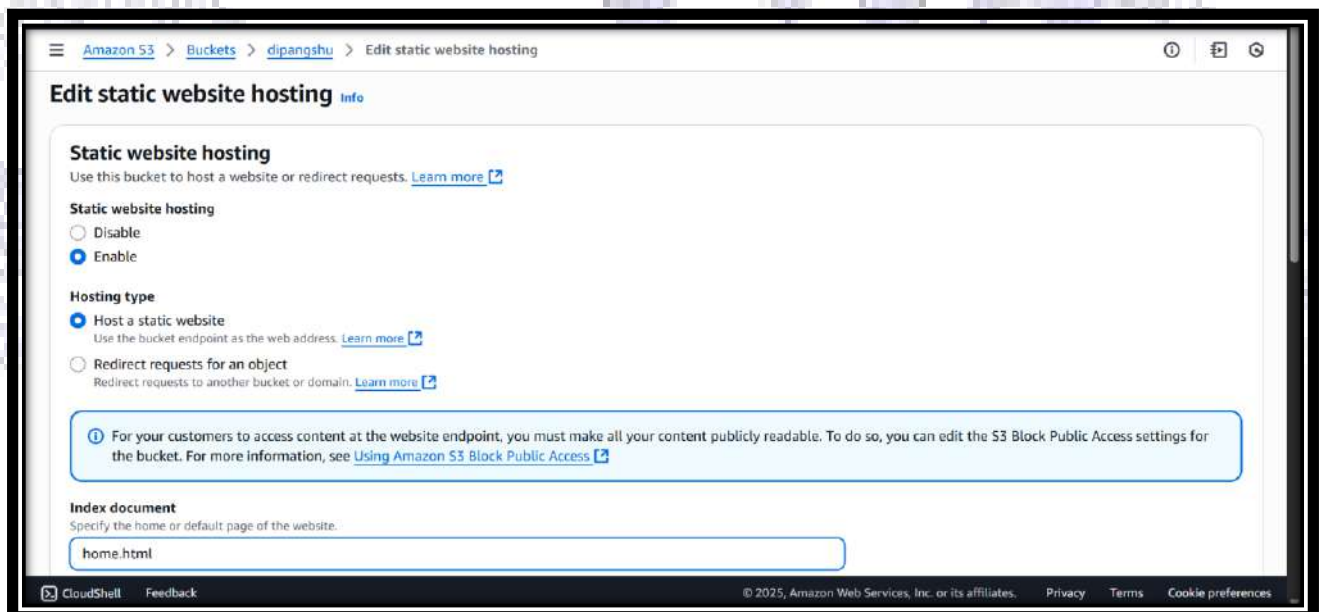 Amazon S3 > Buckets > dipangshu > Edit static website hosting
Edit static website hosting Info
Static website hosting
Use this bucket to host a website or redirect requests. Learn more
Static website hosting
Disable
Enable
Hosting type
Host a static website
Use the bucket endpoint as the web address. Learn more
Redirect requests for an object
Redirect requests to another bucket or domain. Learn more
For your customers to access content at the website endpoint, you must make all your content publicly readable. To do so, you can edit the S3 Block Public Access settings for
the bucket. For more information, see Using Amazon S3 Block Public Access
Index document
Specify the home or default page of the website.
home.html
CloudShell Feedback © 2025, Amazon Web Services, Inc. or its affiliates. Privacy Terms Cookie preferences